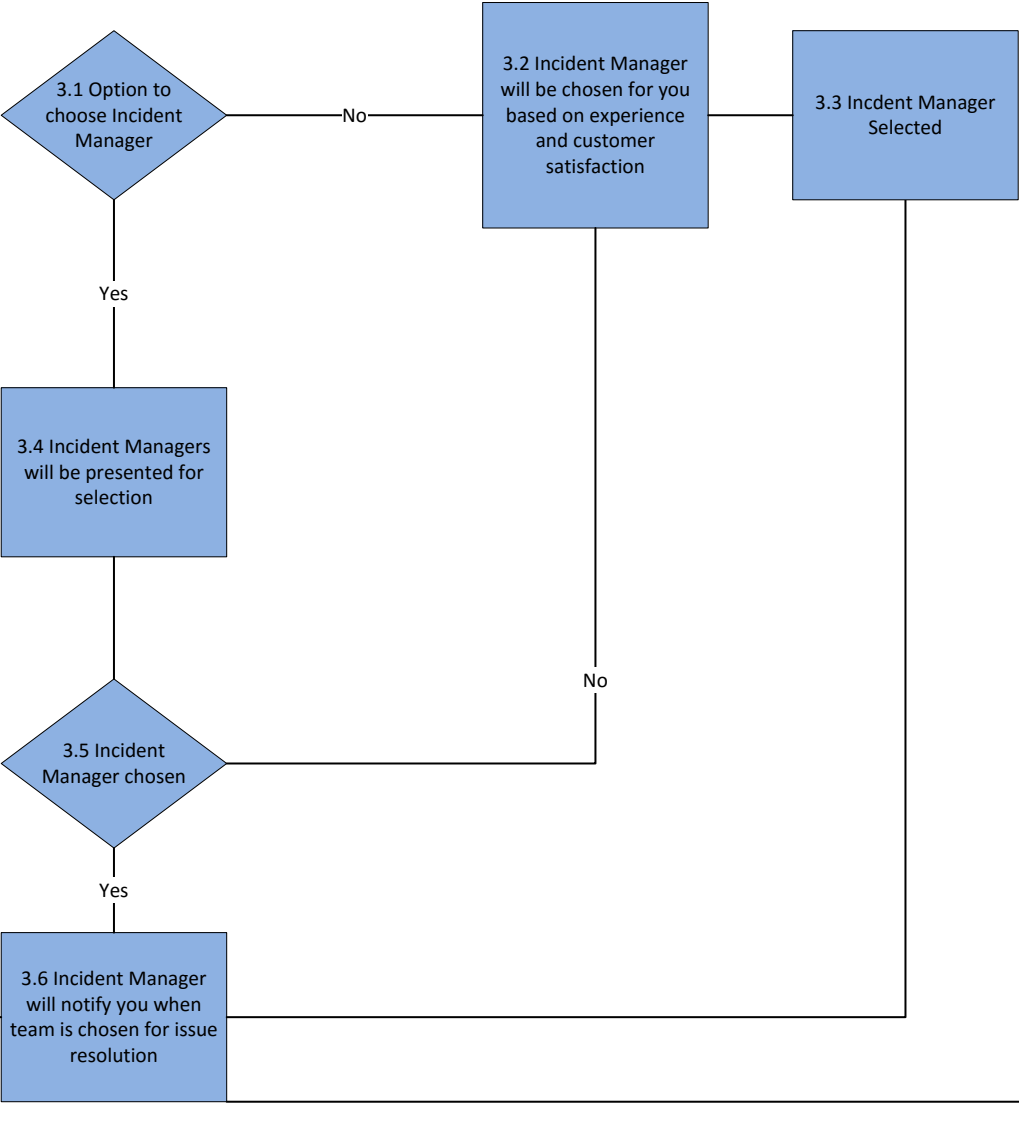 3.1 Option to
choose Incident
Manager
No
3.2 Incident Manager
will be chosen for you
based on experience
and customer
satisfaction
3.3 Incdent Manager
Selected
Yes
3.4 Incident Managers
will be presented for
selection
No
3.5 Incident
Manager chosen
Yes
3.6 Incident Manager
will notify you when
team is chosen for issue
resolution